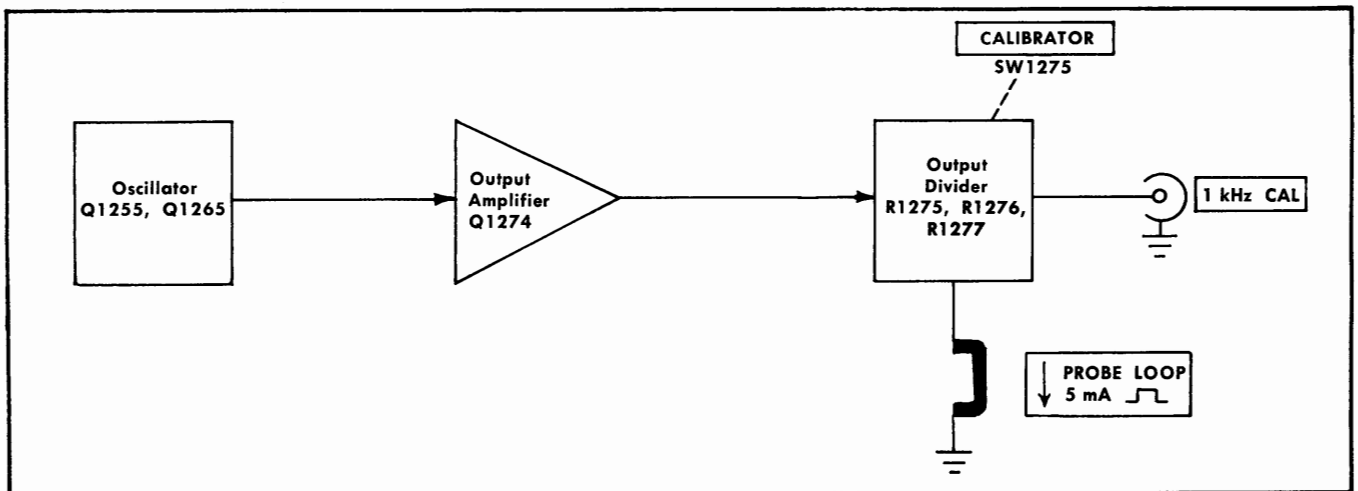 CALIBRATOR
SW1275
Oscillator
Q1255, Q1265
Output
Amplifier
Q1274
Output
Divider
R1275, R1276,
R1277
1 kHz CAL
PROBE LOOP
5 mA